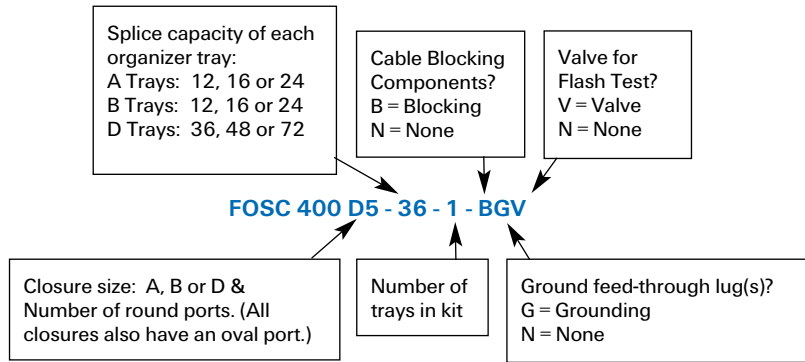 Splice capacity of each
organizer tray:
A Trays: 12, 16 or 24
B Trays: 12, 16 or 24
D Trays: 36, 48 or 72
Cable Blocking
Components?
B = Blocking
N = None
Valve for
Flash Test?
V = Valve
N = None
FOSC 400 D5 - 36 - 1 - BGV
Closure size: A, B or D &
Number of round ports. (All
closures also have an oval port.)
Number of
trays in kit
Ground feed-through lug(s)?
G = Grounding
N = None